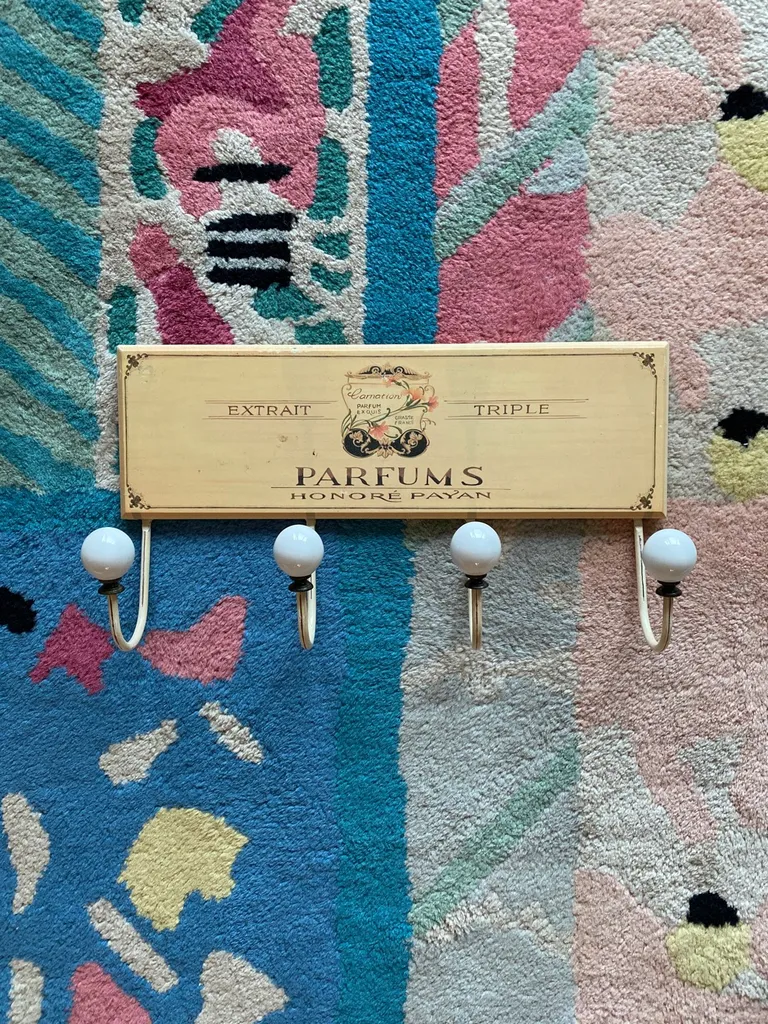 Carnation
PARFUM
EXQUIS
GRASSE
FRANCE
EXTRAIT
TRIPLE
PARFUMS
HONORÉ PAYAN